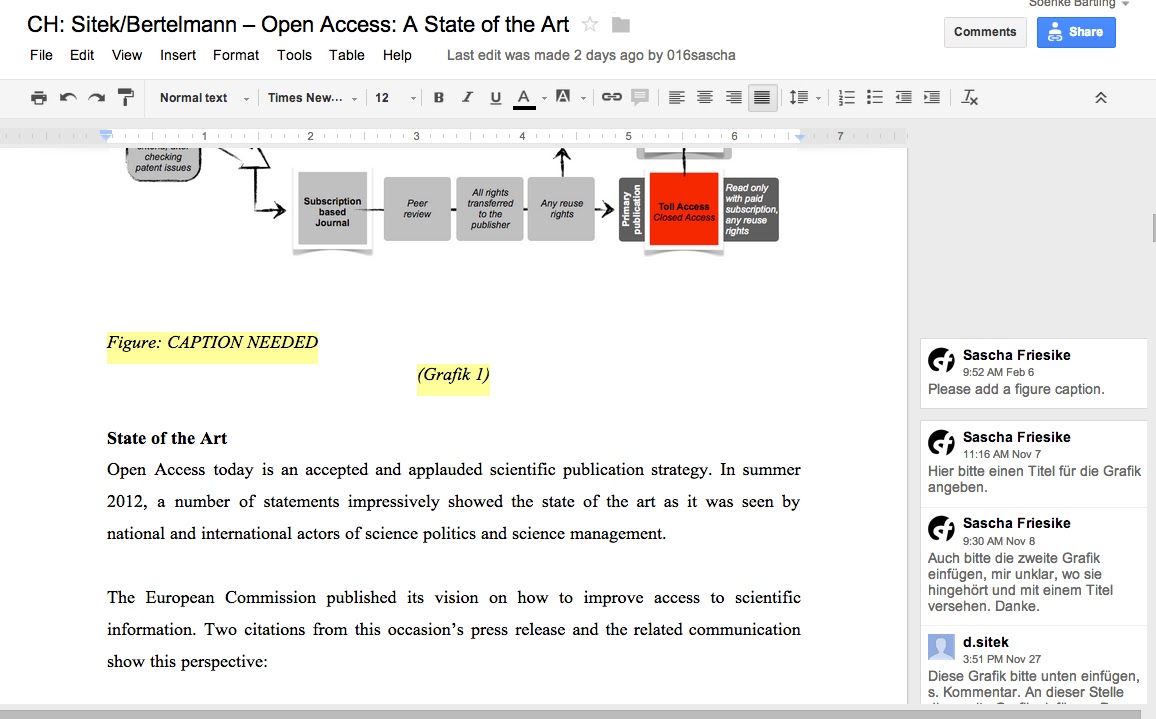 Soenke Bartling
CH: Sitek/Bertelmann – Open Access: A State of the Art
Comments
Share
File Edit View Insert Format Tools Table Help Last edit was made 2 days ago by 016sascha
Normal text Times New... 12 B I U A A
1 2 3 4 5 6 7
checking
patent issues
Subscription
based
Journal
Peer
review
All rights
transferred
to the
publisher
Any reuse
rights
Primary
publication
Toll Access
Closed Access
Read only
with paid
subscription,
any reuse
rights
Figure: CAPTION NEEDED
(Grafik 1)
State of the Art
Open Access today is an accepted and applauded scientific publication strategy. In summer
2012, a number of statements impressively showed the state of the art as it was seen by
national and international actors of science politics and science management.
The European Commission published its vision on how to improve access to scientific
information. Two citations from this occasion’s press release and the related communication
show this perspective:
Sascha Friesike
9:52 AM Feb 6
Please add a figure caption.
Sascha Friesike
11:16 AM Nov 7
Hier bitte einen Titel für die Grafik
angeben.
Sascha Friesike
9:30 AM Nov 8
Auch bitte die zweite Grafik
einfügen, mir unklar, wo sie
hingehört und mit einem Titel
versehen. Danke.
d.sitek
3:51 PM Nov 27
Diese Grafik bitte unten einfügen,
s. Kommentar. An dieser Stelle